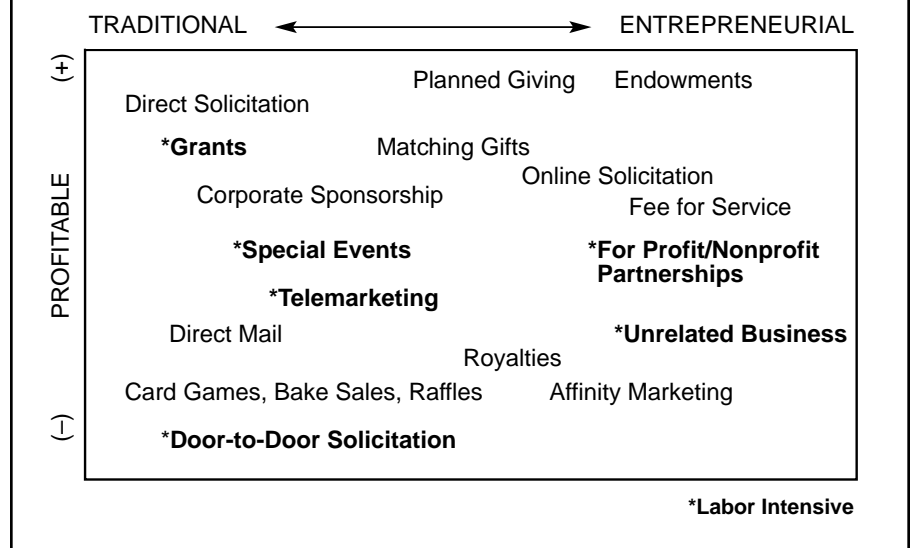 TRADITIONAL ENTREPRENEURIAL
(+)
Planned Giving Endowments
Direct Solicitation
*Grants Matching Gifts
Online Solicitation
Corporate Sponsorship
Fee for Service
PROFITABLE
*Special Events *For Profit/Nonprofit
Partnerships
*Telemarketing
Direct Mail *Unrelated Business
Royalties
Card Games, Bake Sales, Raffles Affinity Marketing
(–)
*Door-to-Door Solicitation
*Labor Intensive